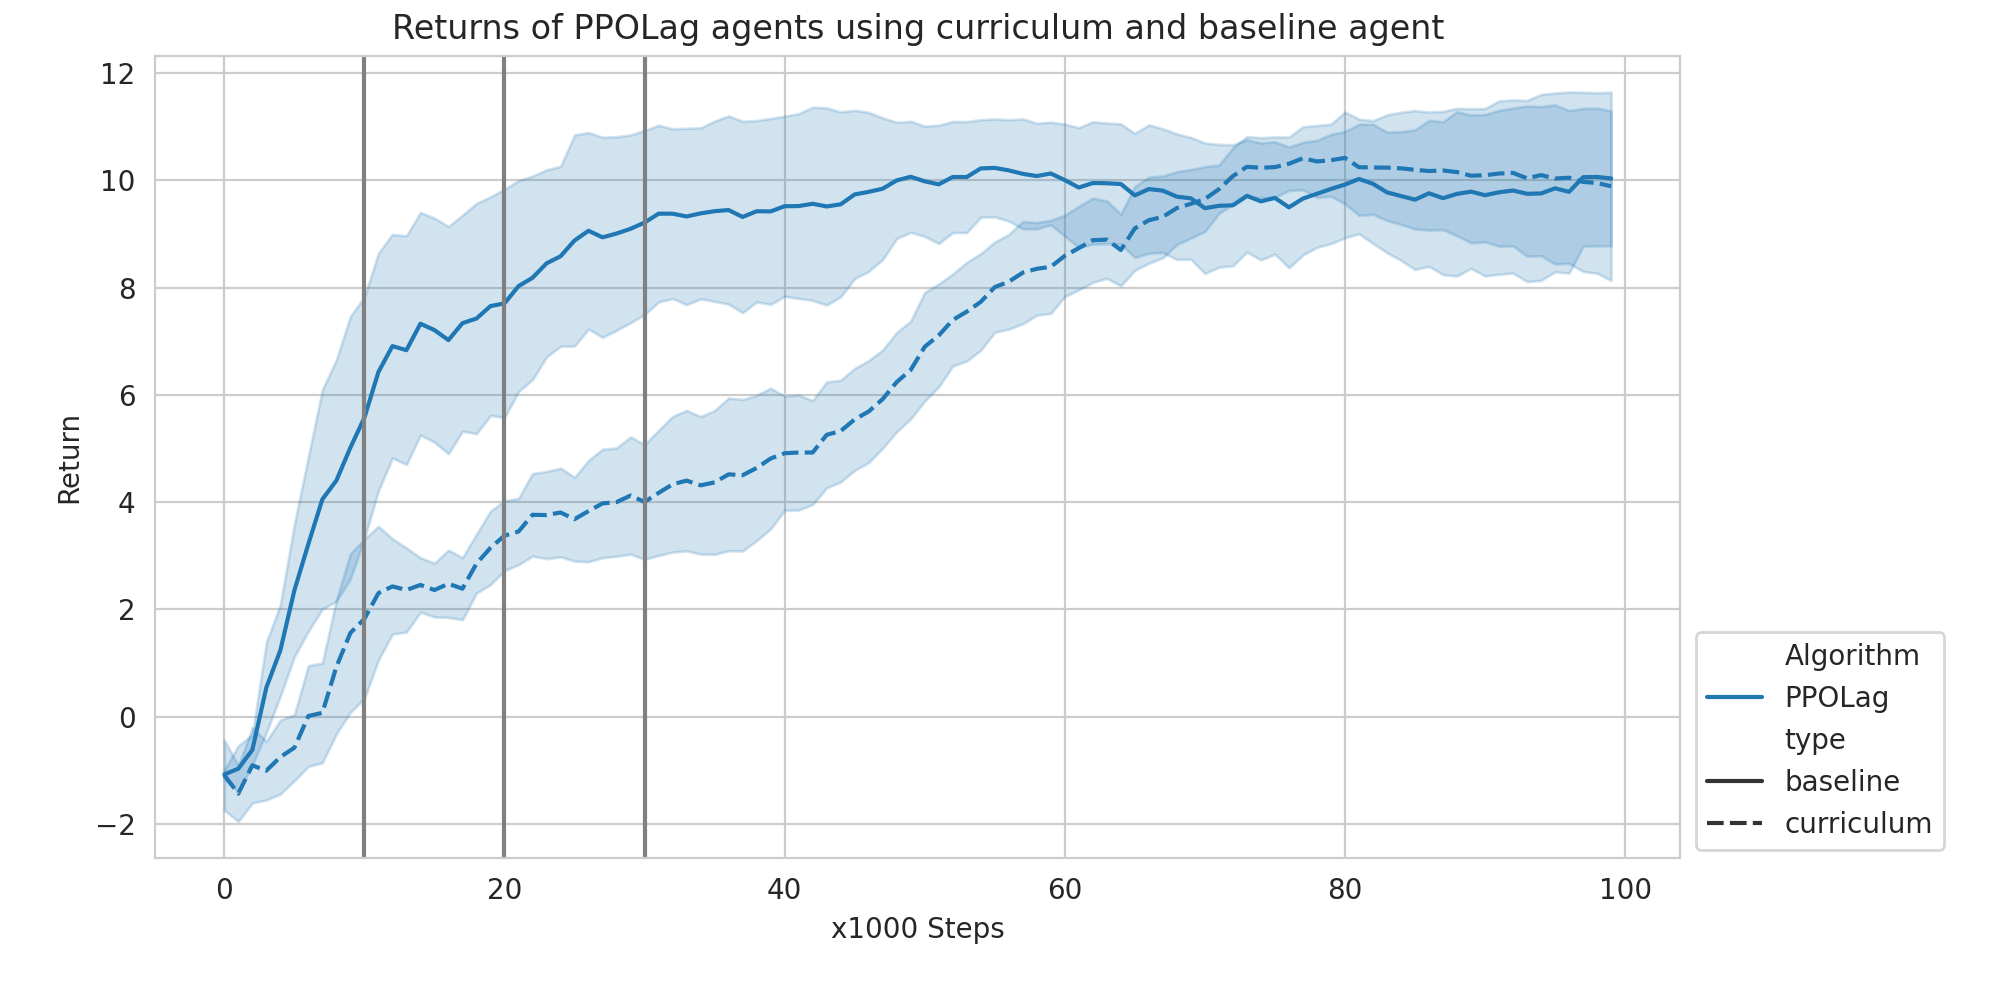 Returns of PPOLag agents using curriculum and baseline agent
12
10
8
6
4
2
0
−2
Return
0 20 40 60 80 100
x1000 Steps
Algorithm
PPOLag
type
baseline
curriculum